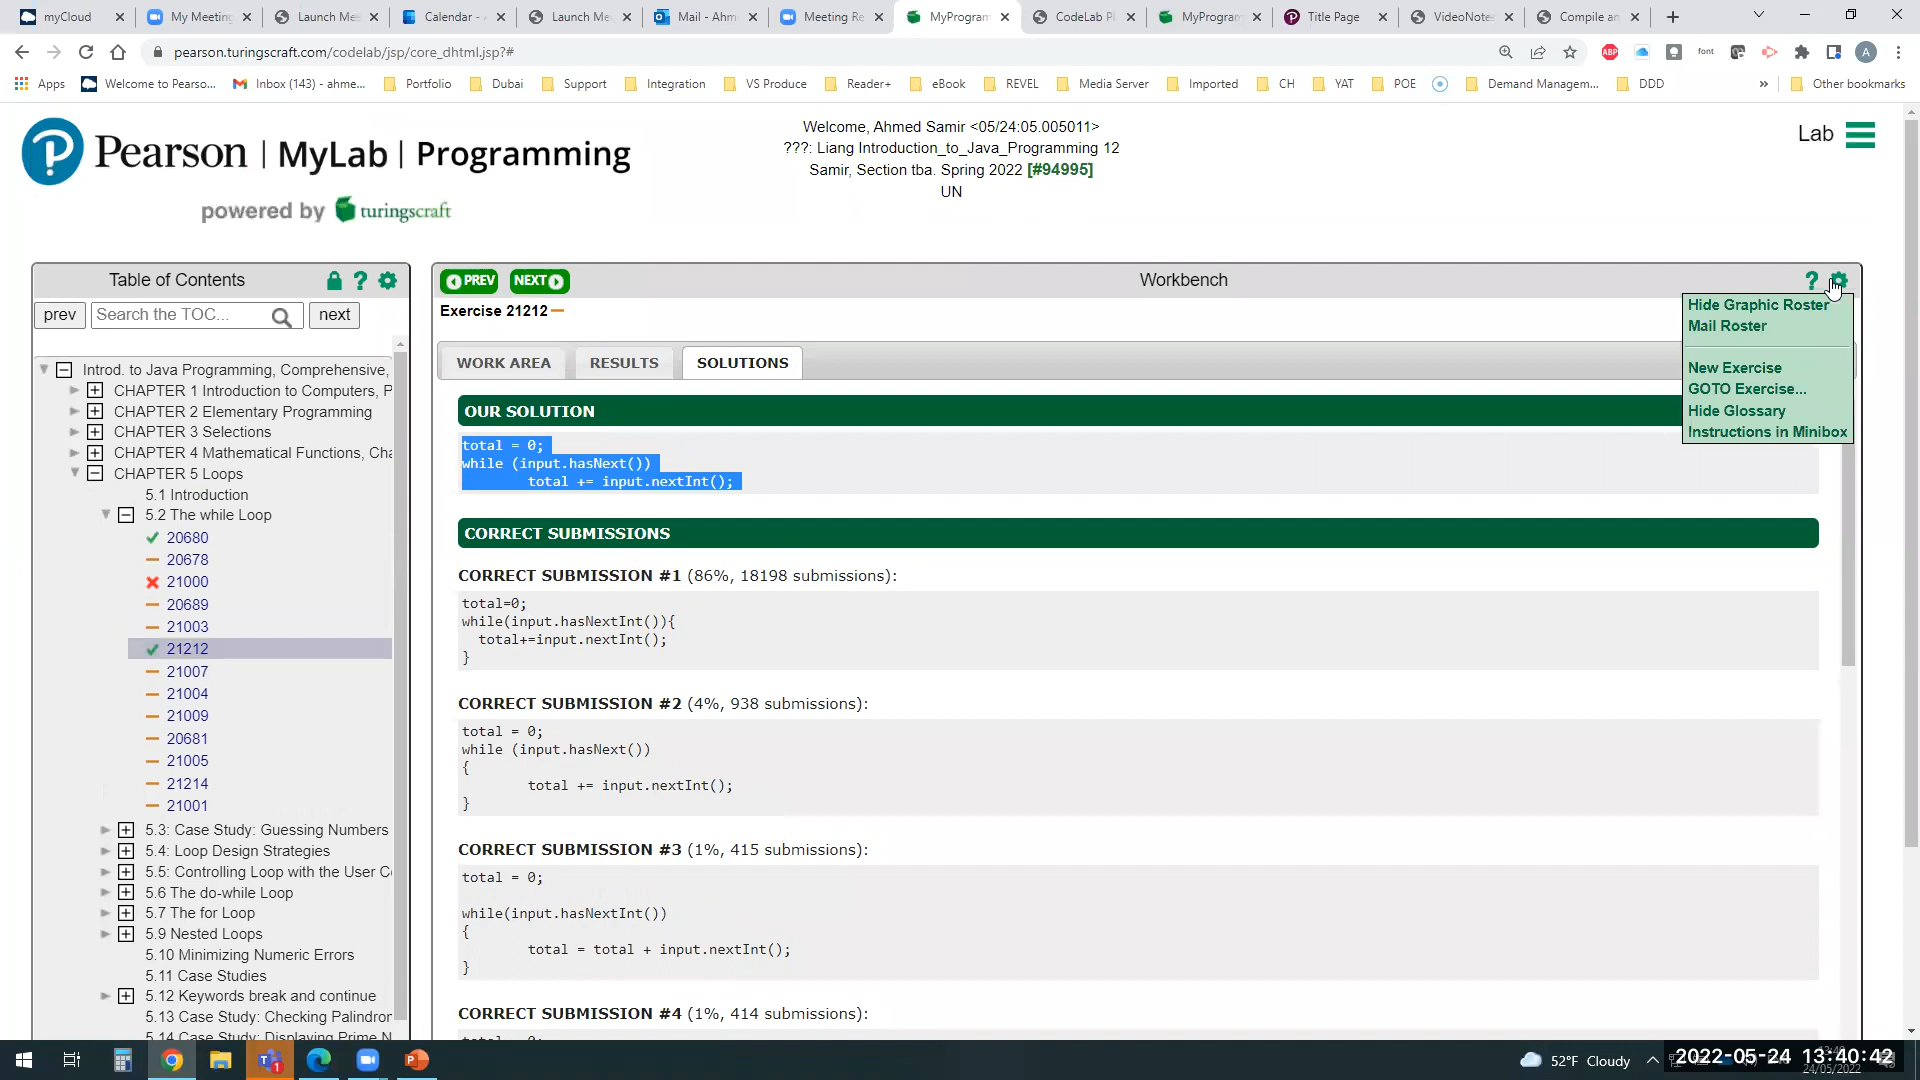 myCloud
My Meeting
Launch Me
Calendar -
Launch Me
Mail - Ahm
Meeting Re
MyProgram
CodeLab P
MyProgram
Title Page
VideoNote
Compile an
pearson.turingscraft.com/codelab/jsp/core_dhtml.jsp?#
ABP
font
A
Apps
Welcome to Pearso...
Inbox (143) - ahme...
Portfolio
Dubai
Support
Integration
VS Produce
Reader+
eBook
REVEL
Media Server
Imported
CH
YAT
POE
Demand Managem...
DDD
»
Other bookmarks
Pearson | MyLab | Programming
powered by turingscraft
Welcome, Ahmed Samir <05/24:05.005011>
???: Liang Introduction_to_Java_Programming 12
Samir, Section tba. Spring 2022 [#94995]
UN
Lab
Table of Contents
?
prev
Search the TOC...
next
Introd. to Java Programming, Comprehensive,
CHAPTER 1 Introduction to Computers, P
CHAPTER 2 Elementary Programming
CHAPTER 3 Selections
CHAPTER 4 Mathematical Functions, Cha
CHAPTER 5 Loops
5.1 Introduction
5.2 The while Loop
20680
20678
21000
20689
21003
21212
21007
21004
21009
20681
21005
21214
21001
5.3: Case Study: Guessing Numbers
5.4: Loop Design Strategies
5.5: Controlling Loop with the User C
5.6 The do-while Loop
5.7 The for Loop
5.9 Nested Loops
5.10 Minimizing Numeric Errors
5.11 Case Studies
5.12 Keywords break and continue
5.13 Case Study: Checking Palindror
5.14 Case Study: Displaying Prime N
PREV
NEXT
Workbench
?
Exercise 21212
Hide Graphic Roster
Mail Roster
New Exercise
GOTO Exercise...
Hide Glossary
Instructions in Minibox
WORK AREA
RESULTS
SOLUTIONS
OUR SOLUTION
total = 0;
while (input.hasNext())
total += input.nextInt();
CORRECT SUBMISSIONS
CORRECT SUBMISSION #1 (86%, 18198 submissions):
total=0;
while(input.hasNextInt()){
total+=input.nextInt();
}
CORRECT SUBMISSION #2 (4%, 938 submissions):
total = 0;
while (input.hasNext())
{
total += input.nextInt();
}
CORRECT SUBMISSION #3 (1%, 415 submissions):
total = 0;
while(input.hasNextInt())
{
total = total + input.nextInt();
}
CORRECT SUBMISSION #4 (1%, 414 submissions):
52°F Cloudy
2022-05-24 13:40:42
24/05/2022